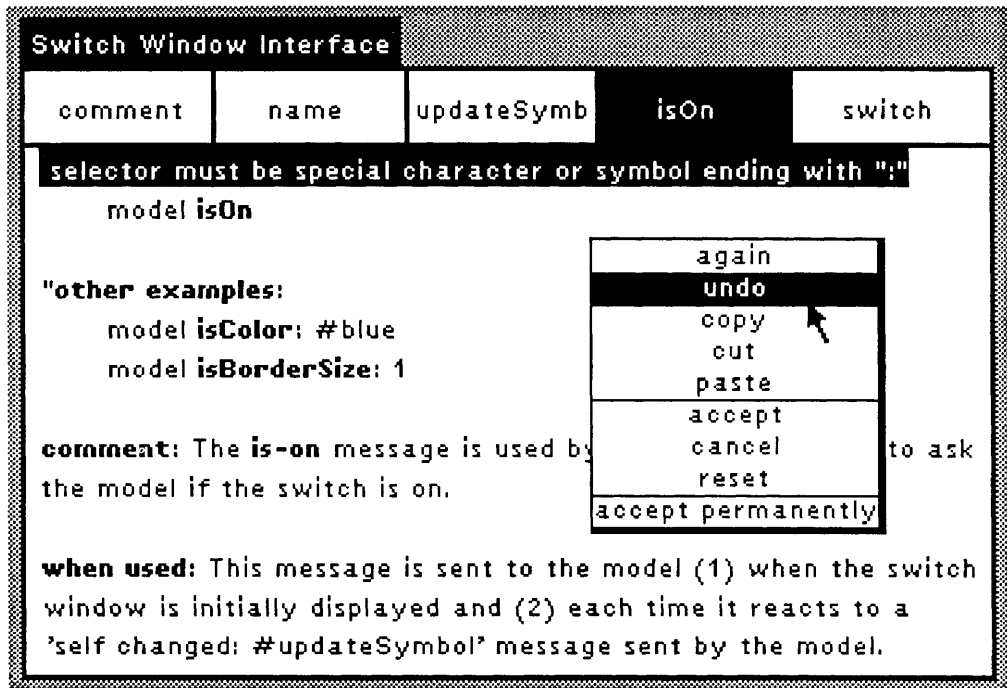 Switch Window Interface
comment name updateSymb isOn switch
selector must be special character or symbol ending with ":"
model isOn
"other examples:
model isColor: #blue
model isBorderSize: 1
comment: The is-on message is used by to ask
the model if the switch is on.
when used: This message is sent to the model (1) when the switch
window is initially displayed and (2) each time it reacts to a
'self changed: #updateSymbol' message sent by the model.
again
undo
copy
cut
paste
accept
cancel
reset
accept permanently